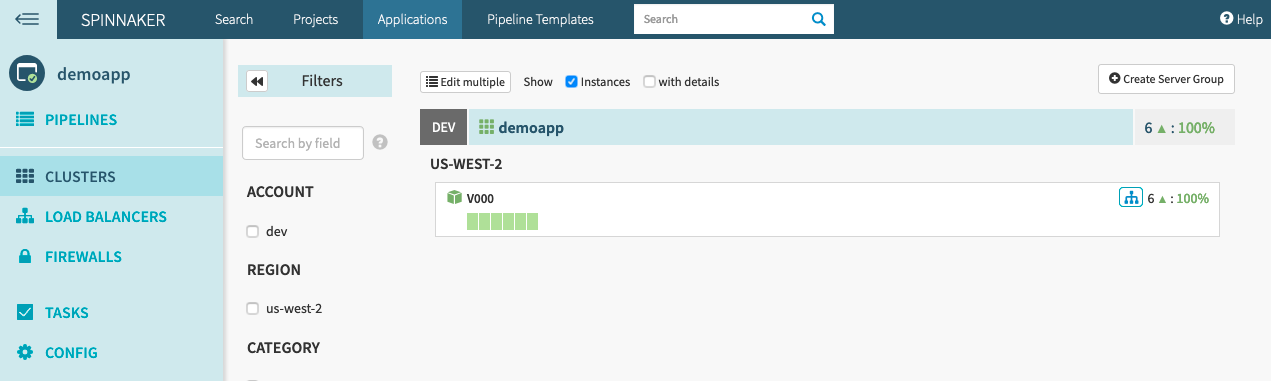 SPINNAKER Search Projects Applications Pipeline Templates Search Help
demoapp
PIPELINES
CLUSTERS
LOAD BALANCERS
FIREWALLS
TASKS
CONFIG
Filters
Search by field ?
ACCOUNT
dev
REGION
us-west-2
CATEGORY
Edit multiple Show Instances with details Create Server Group
DEV demoapp 6 ▲ : 100%
US-WEST-2
V000 6 ▲ : 100%